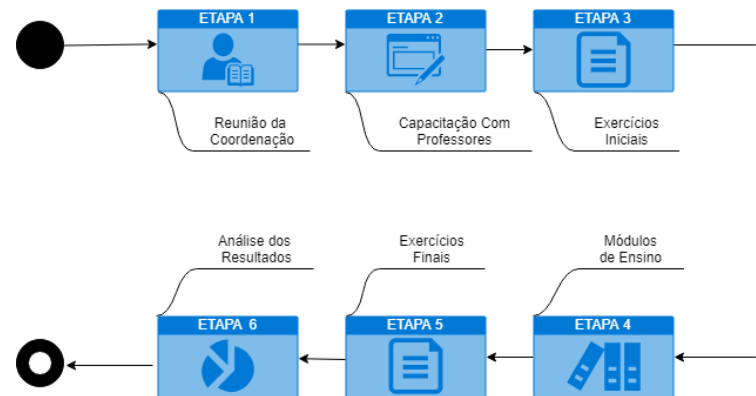 ETAPA 1
ETAPA 2
ETAPA 3
Reunião da
Coordenação
Capacitação Com
Professores
Exercícios
Iniciais
Análise dos
Resultados
Exercícios
Finais
Módulos
de Ensino
ETAPA 6
ETAPA 5
ETAPA 4